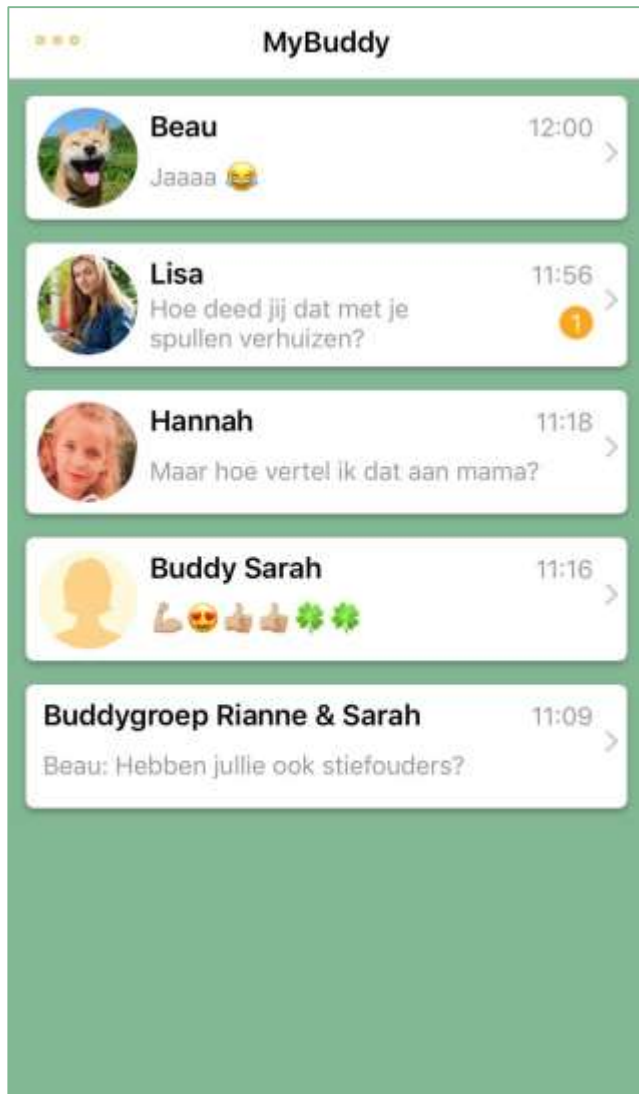 MyBuddy
Beau 12:00
Jaaaa 😂
Lisa 11:56
Hoe deed jij dat met je
spullen verhuizen? 1
Hannah 11:18
Maar hoe vertel ik dat aan mama?
Buddy Sarah 11:16
💪🏼😍👍🏼👍🏼🍀🍀
Buddygroep Rianne & Sarah 11:09
Beau: Hebben jullie ook stiefouders?